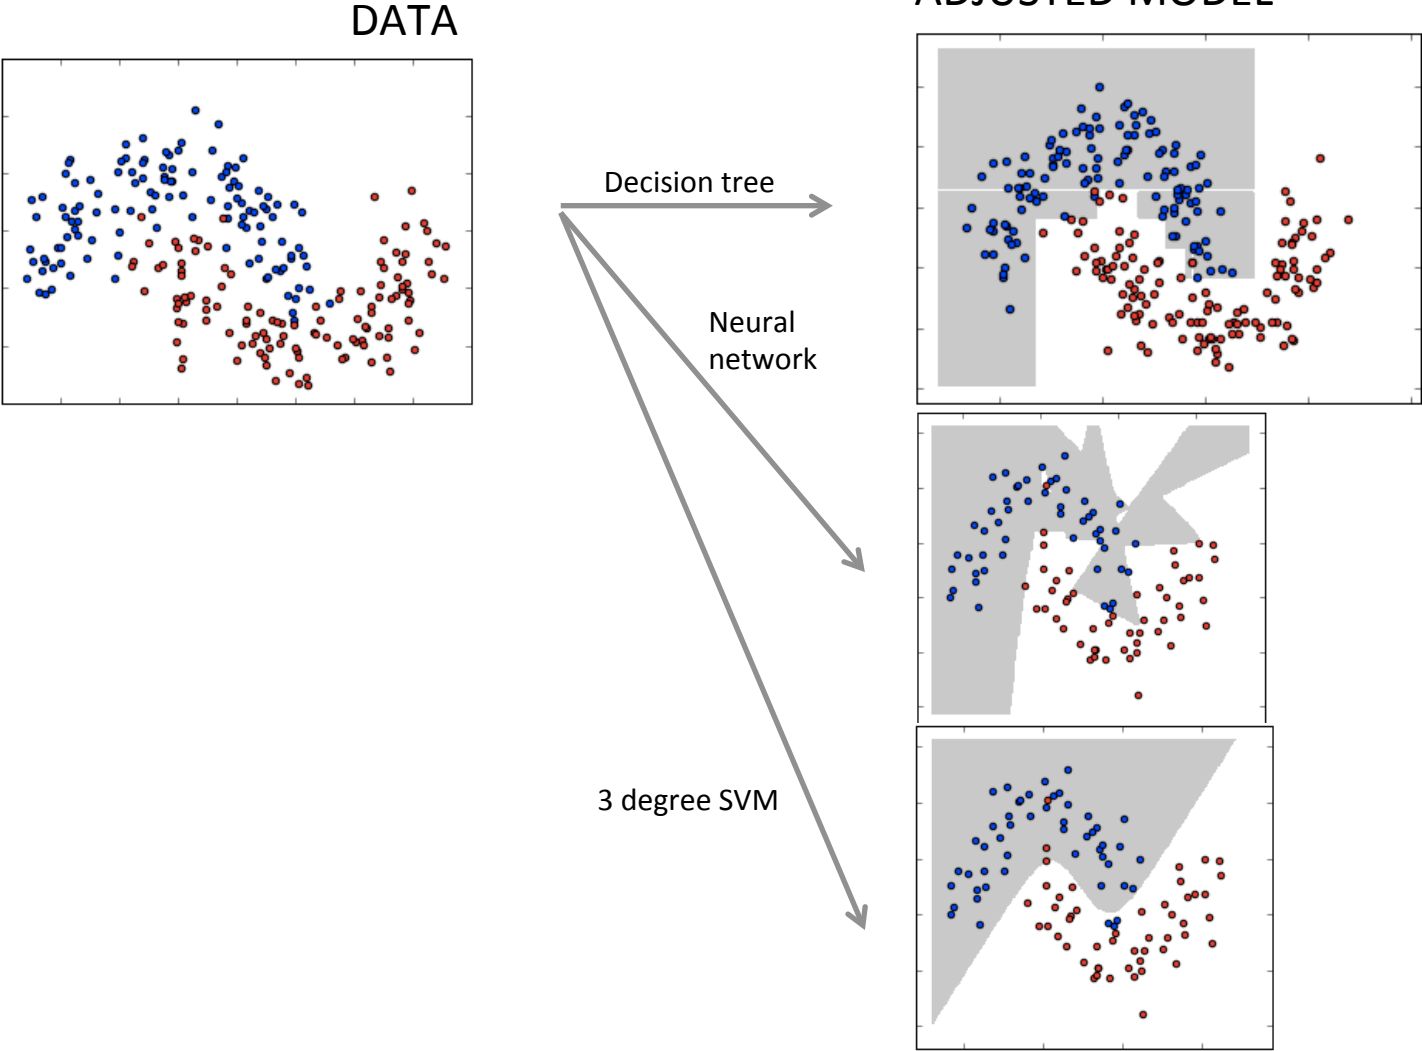 DATA
ADJUSTED MODEL
Decision tree
Neural
network
3 degree SVM